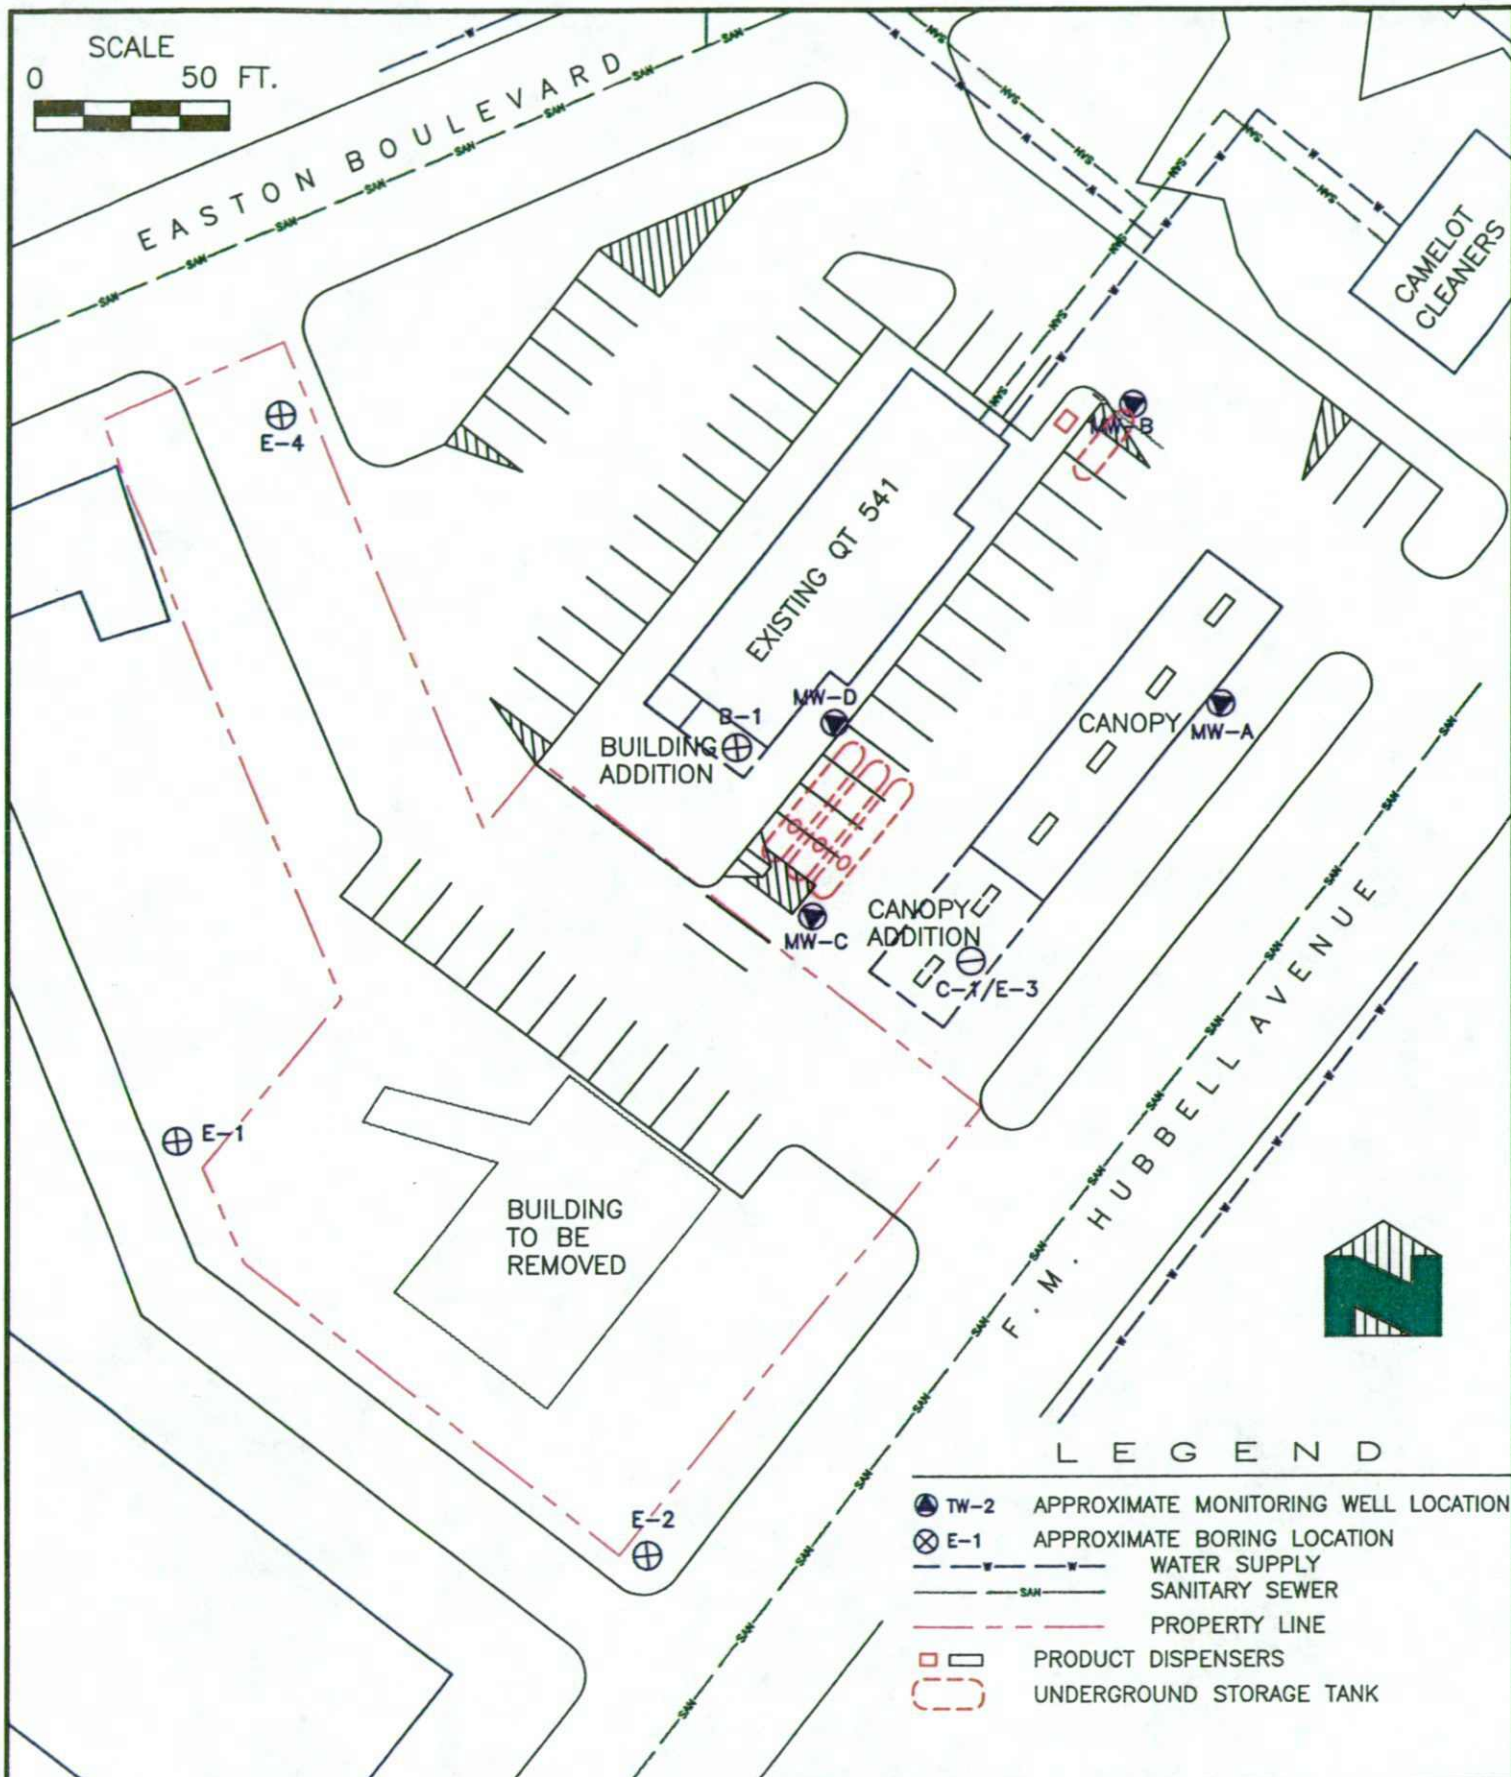 SCALE
0 50 FT.
EASTON BOULEVARD
CAMELOT
CLEANERS
E-4
MW-B
EXISTING QT 541
MW-D
B-1
BUILDING
ADDITION
CANOPY
MW-A
CANOPY
ADDITION
MW-C
C-1/E-3
E-1
BUILDING
TO BE
REMOVED
F.M. HUBBELL AVENUE
E-2
N
LEGEND
TW-2 APPROXIMATE MONITORING WELL LOCATION
E-1 APPROXIMATE BORING LOCATION
W W WATER SUPPLY
SAN SANITARY SEWER
PROPERTY LINE
PRODUCT DISPENSERS
UNDERGROUND STORAGE TANK